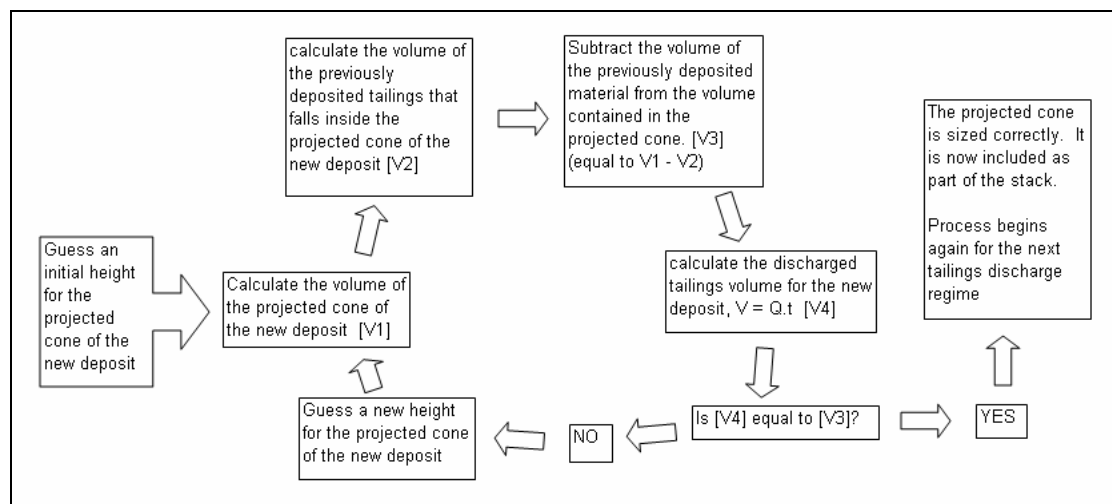 Guess an
initial height
for the
projected
cone of the
new deposit
Calculate the volume of
the projected cone of
the new deposit  [V1]
calculate the volume of
the previously
deposited tailings that
falls inside the
projected cone of the
new deposit [V2]
Subtract the volume of
the previously deposited
material from the volume
contained in the
projected cone. [V3]
(equal to V1 - V2)
calculate the discharged
tailings volume for the new
deposit, V = Q.t  [V4]
Is [V4] equal to [V3]?
NO
Guess a new height
for the projected cone
of the new deposit
YES
The projected cone
is sized correctly.  It
is now included as
part of the stack.
Process begins
again for the next
tailings discharge
regime